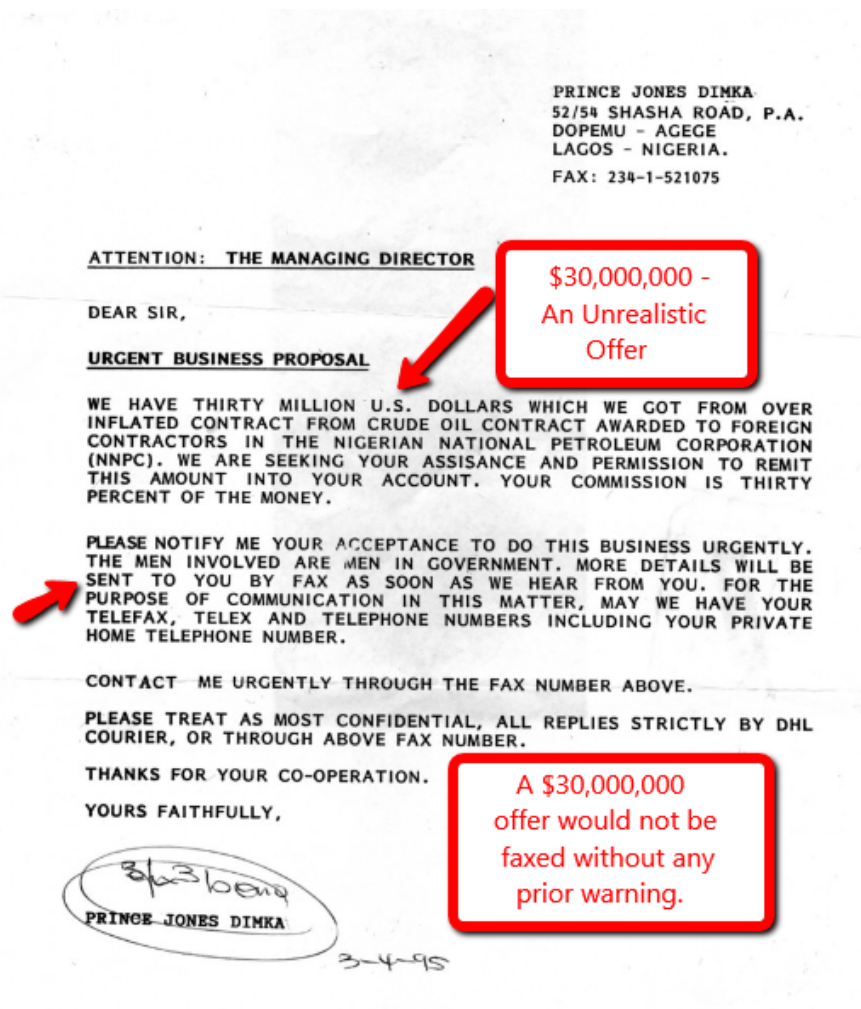 PRINCE JONES DIMKA
52/54 SHASHA ROAD, P.A.
DOPEMU - AGEGE
LAGOS - NIGERIA.
FAX: 234-1-521075
ATTENTION: THE MANAGING DIRECTOR
$30,000,000 -
An Unrealistic
Offer
DEAR SIR,
URGENT BUSINESS PROPOSAL
WE HAVE THIRTY MILLION U.S. DOLLARS WHICH WE GOT FROM OVER
INFLATED CONTRACT FROM CRUDE OIL CONTRACT AWARDED TO FOREIGN
CONTRACTORS IN THE NIGERIAN NATIONAL PETROLEUM CORPORATION
(NNPC). WE ARE SEEKING YOUR ASSISANCE AND PERMISSION TO REMIT
THIS AMOUNT INTO YOUR ACCOUNT. YOUR COMMISSION IS THIRTY
PERCENT OF THE MONEY.
PLEASE NOTIFY ME YOUR ACCEPTANCE TO DO THIS BUSINESS URGENTLY.
THE MEN INVOLVED ARE MEN IN GOVERNMENT. MORE DETAILS WILL BE
SENT TO YOU BY FAX AS SOON AS WE HEAR FROM YOU. FOR THE
PURPOSE OF COMMUNICATION IN THIS MATTER, MAY WE HAVE YOUR
TELEFAX, TELEX AND TELEPHONE NUMBERS INCLUDING YOUR PRIVATE
HOME TELEPHONE NUMBER.
CONTACT ME URGENTLY THROUGH THE FAX NUMBER ABOVE.
PLEASE TREAT AS MOST CONFIDENTIAL, ALL REPLIES STRICTLY BY DHL
COURIER, OR THROUGH ABOVE FAX NUMBER.
THANKS FOR YOUR CO-OPERATION.
YOURS FAITHFULLY,
A $30,000,000
offer would not be
faxed without any
prior warning.
PRINCE JONES DIMKA
3-4-95